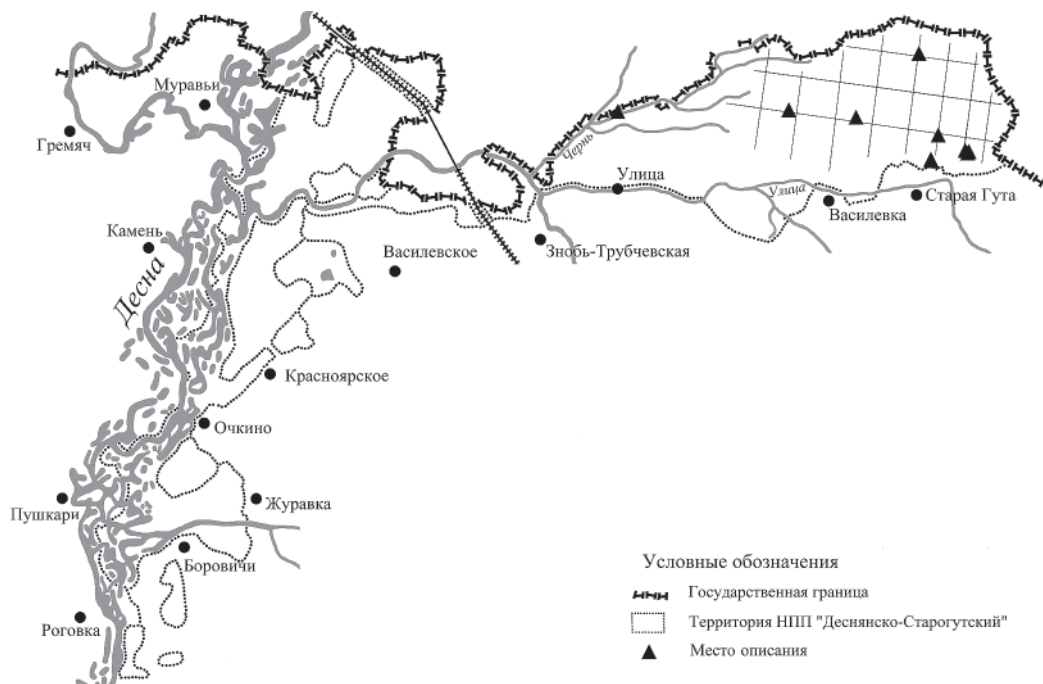 Муравьи
Гремяч
Чернь
Улица
Улица
Старая Гута
Василевка
Камень
Василевское
Знобь-Трубчевская
Десна
Красноярское
Очкино
Пушкари
Журавка
Боровичи
Роговка
Условные обозначения
Государственная граница
Территория НПП "Деснянско-Старогутский"
Место описания